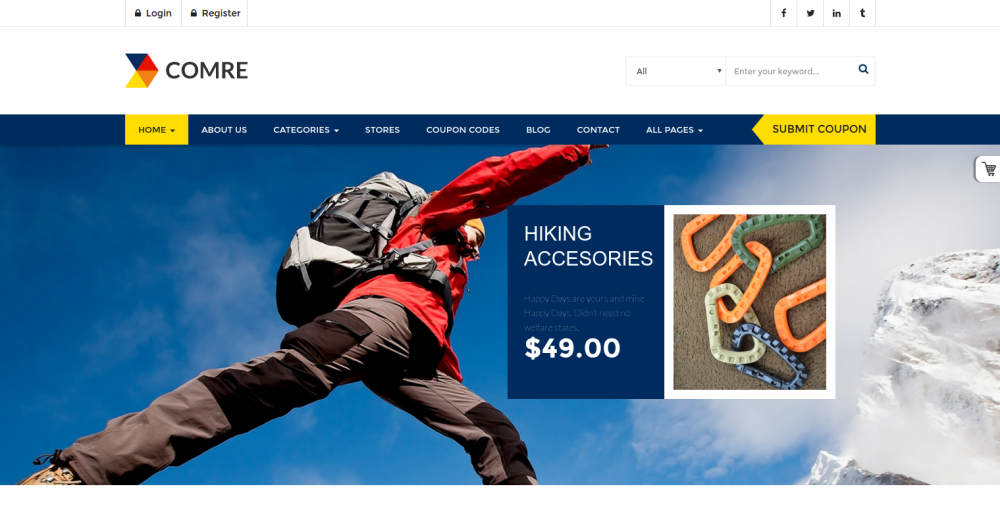 Login
Register
f
in
t
COMRE
All
Enter your keyword...
HOME
ABOUT US
CATEGORIES
STORES
COUPON CODES
BLOG
CONTACT
ALL PAGES
SUBMIT COUPON
HIKING
ACCESORIES
Happy Days are yours and mine
Happy Days. Didn't need no
welfare states.
$49.00